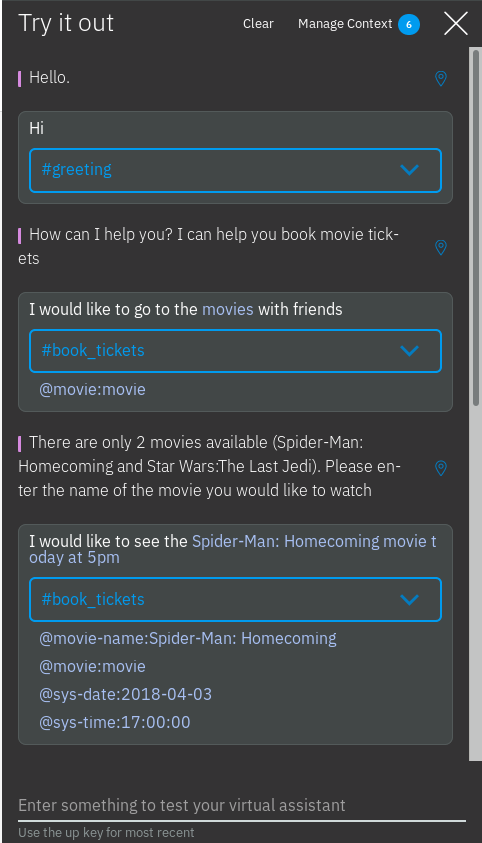 Try it out
Clear
Manage Context 6
Hello.
Hi
#greeting
How can I help you? I can help you book movie tick-
ets
I would like to go to the movies with friends
#book_tickets
@movie:movie
There are only 2 movies available (Spider-Man:
Homecoming and Star Wars:The Last Jedi). Please en-
ter the name of the movie you would like to watch
I would like to see the Spider-Man: Homecoming movie t
oday at 5pm
#book_tickets
@movie-name:Spider-Man: Homecoming
@movie:movie
@sys-date:2018-04-03
@sys-time:17:00:00
Enter something to test your virtual assistant
Use the up key for most recent